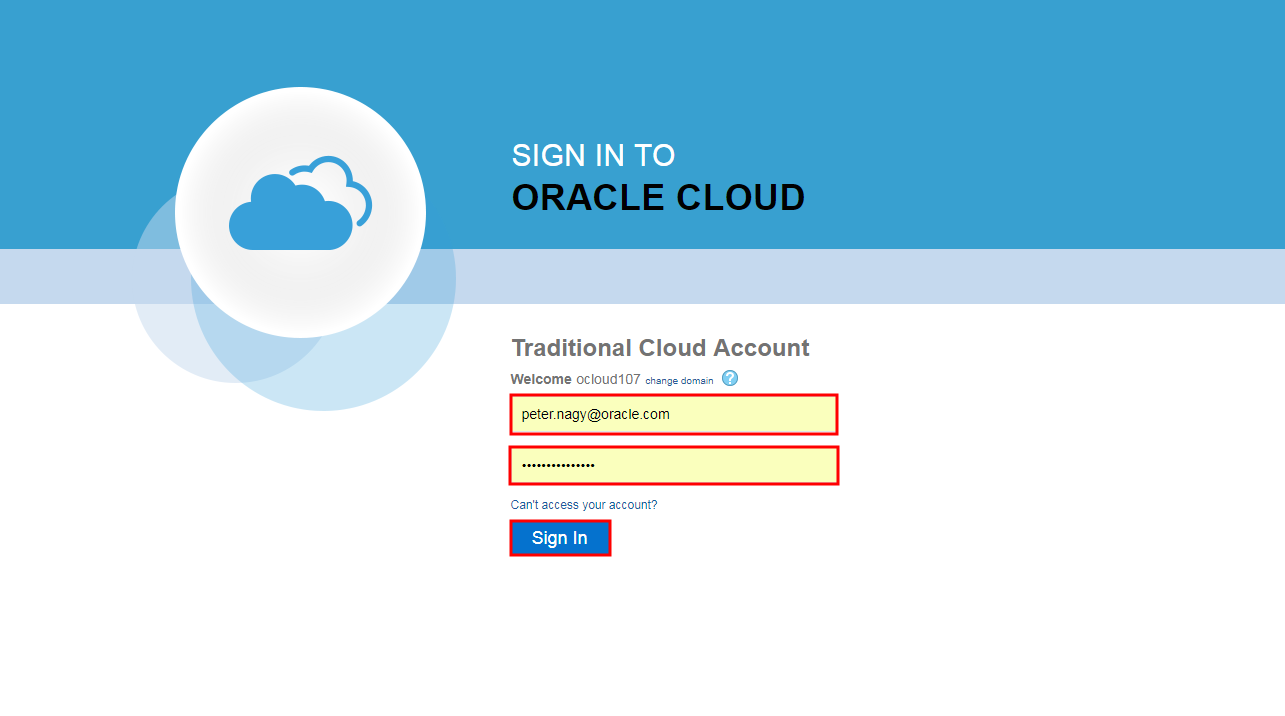 SIGN IN TO
ORACLE CLOUD
Traditional Cloud Account
Welcome ocloud107 change domain ?
peter.nagy@oracle.com
•••••••••••••••
Can't access your account?
Sign In